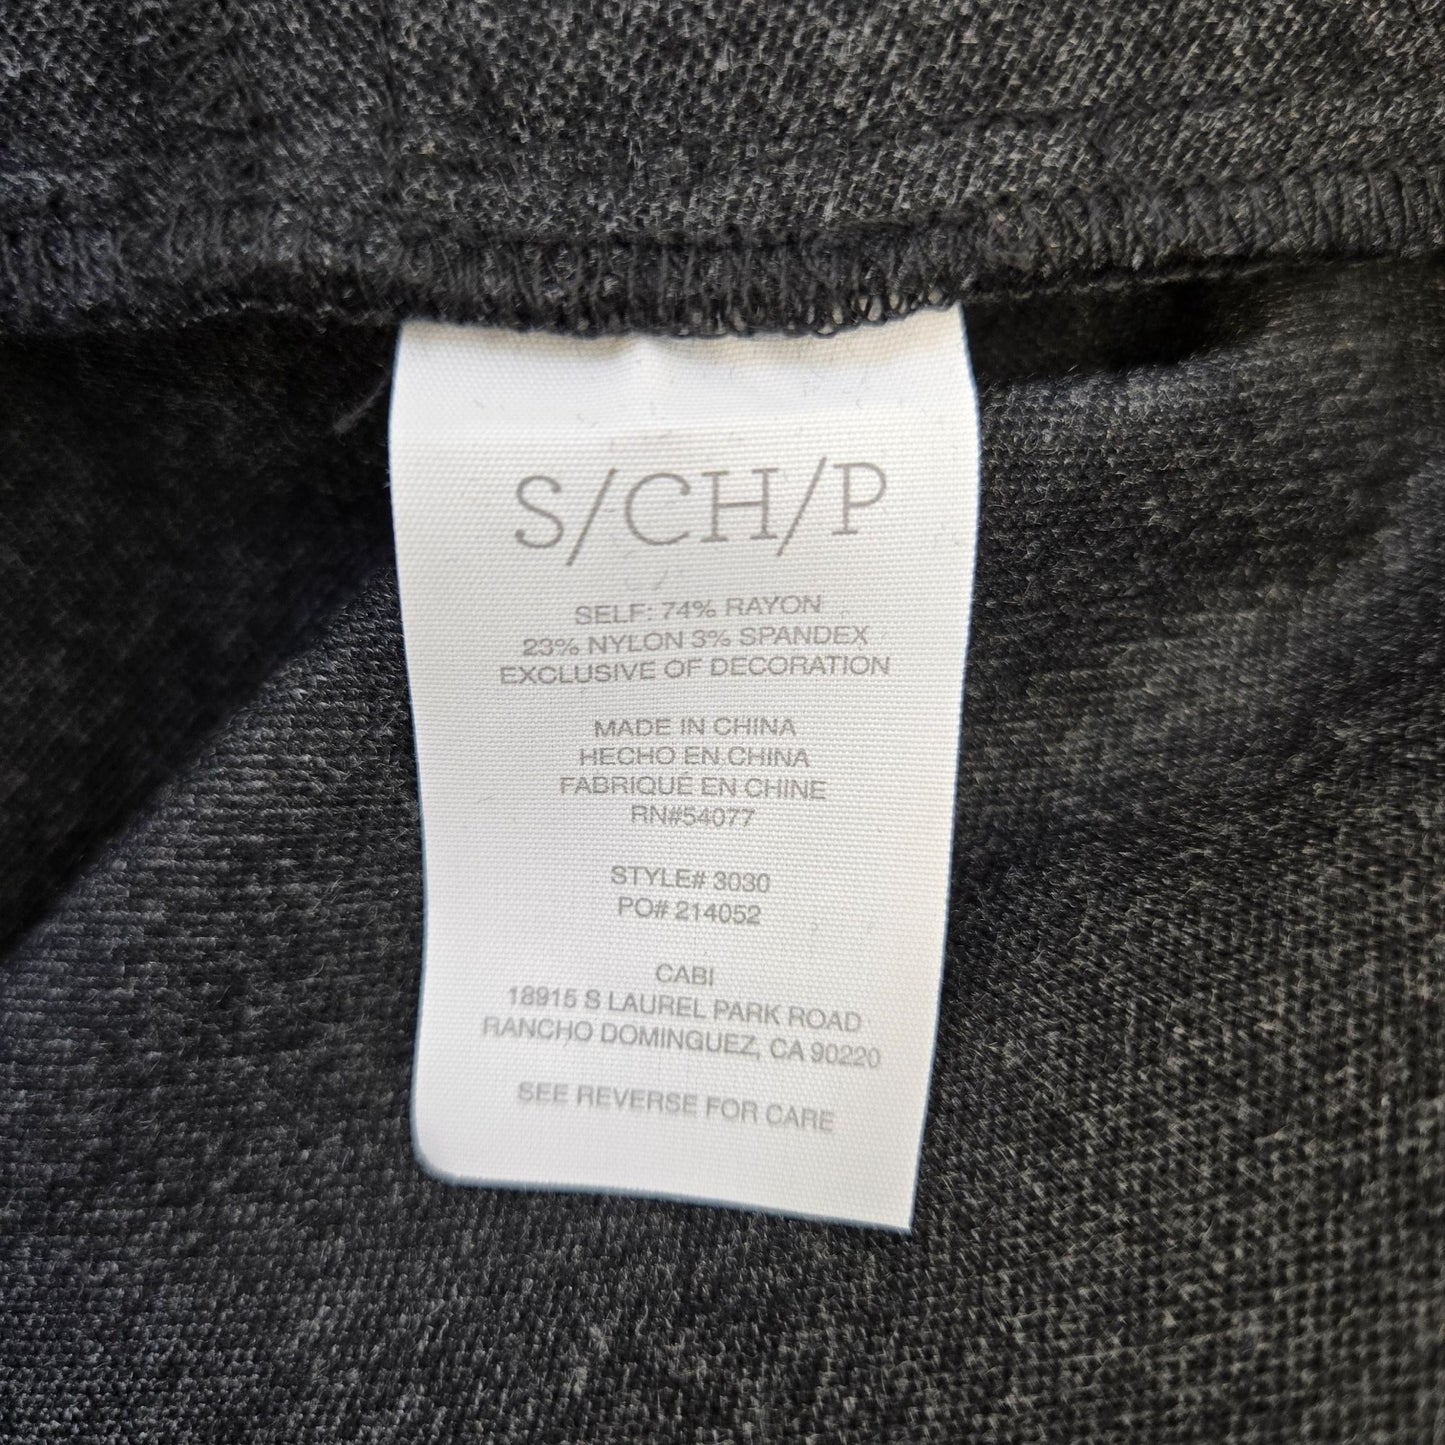 S/CH/P
SELF: 74% RAYON
23% NYLON 3% SPANDEX
EXCLUSIVE OF DECORATION
MADE IN CHINA
HECHO EN CHINA
FABRIQUÉ EN CHINE
RN#54077
STYLE# 3030
PO# 214052
CABI
18915 S LAUREL PARK ROAD
RANCHO DOMINGUEZ, CA 90220
SEE REVERSE FOR CARE